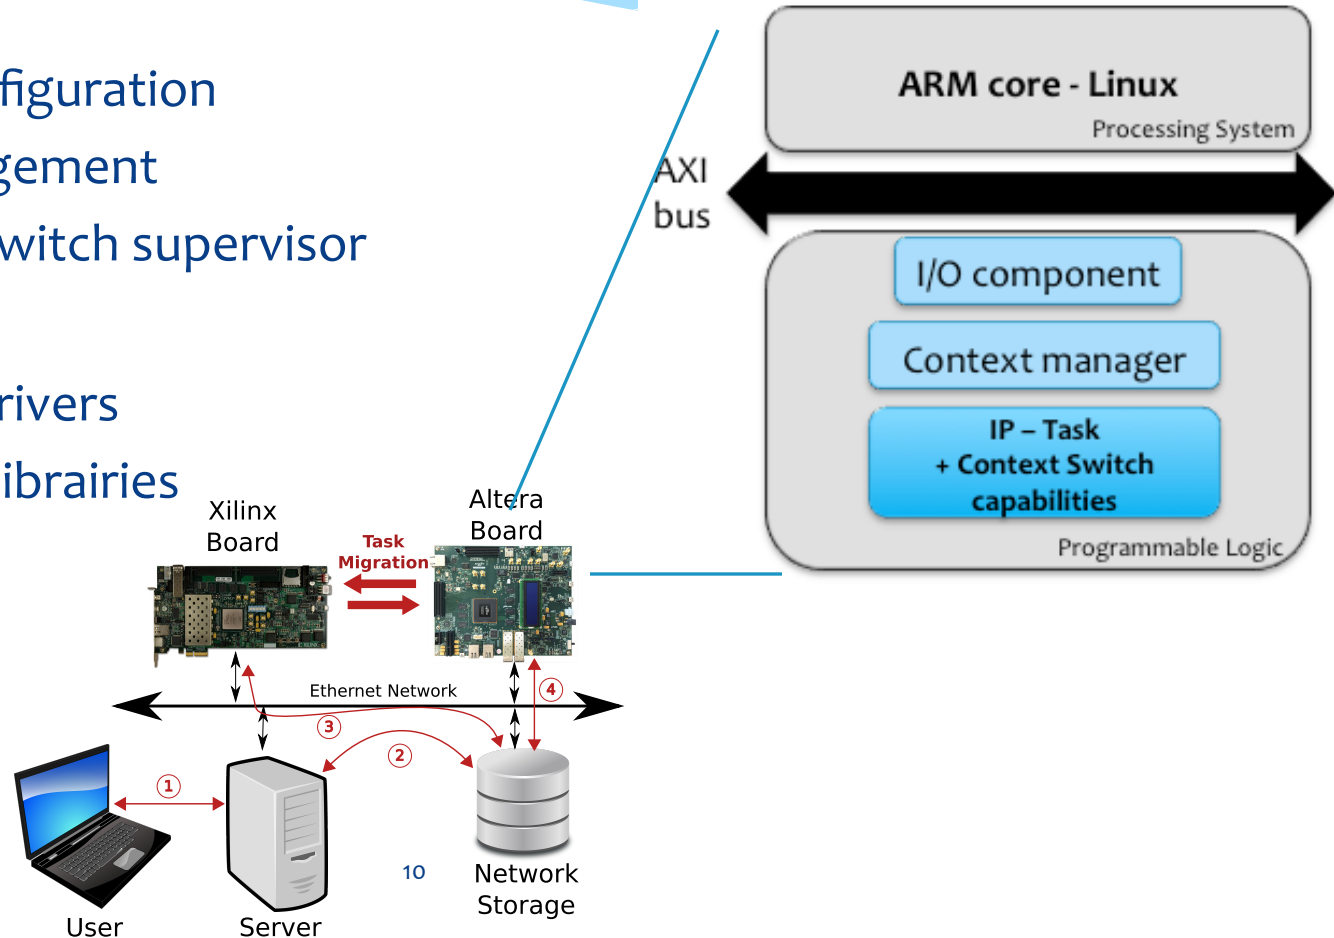 figuration
gement
witch supervisor
rivers
ibrairies
ARM core - Linux
Processing System
AXI
bus
I/O component
Context manager
IP – Task
+ Context Switch
capabilities
Programmable Logic
Xilinx
Board
Task
Migration
Altera
Board
Ethernet Network
4
3
2
1
10
User
Server
Network
Storage